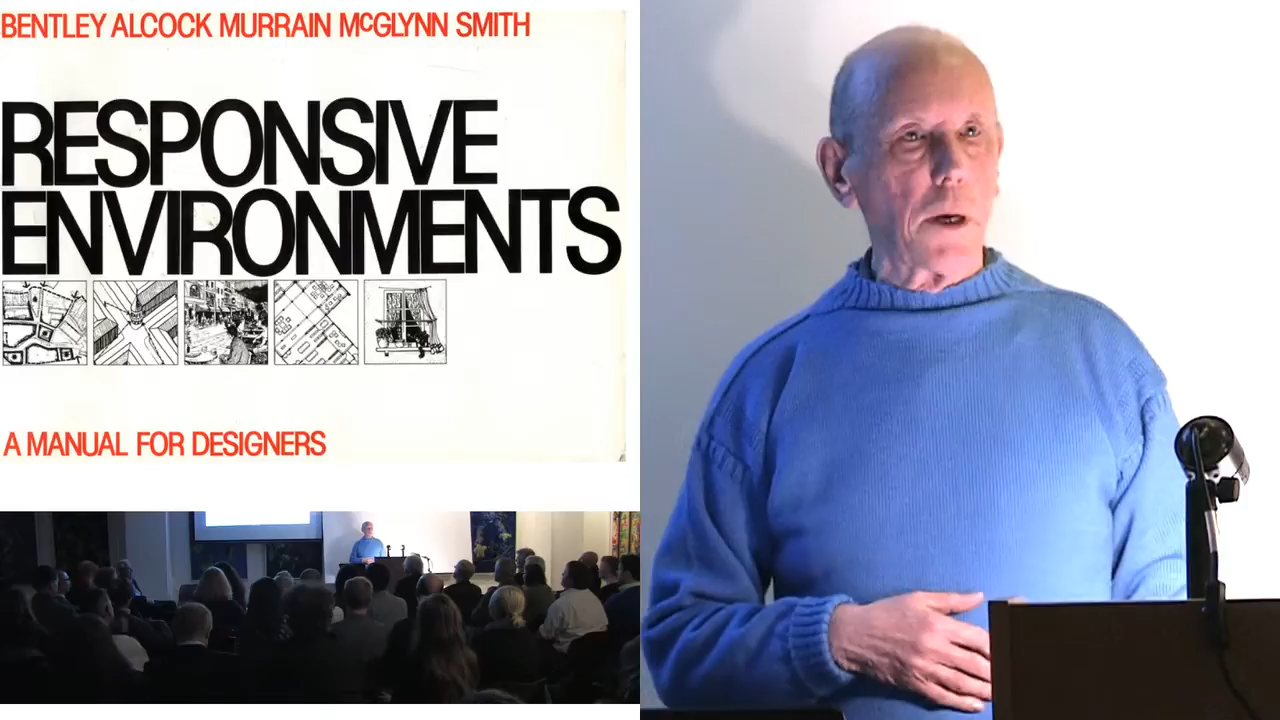 BENTLEY ALCOCK MURRAIN McGLYNN SMITH
RESPONSIVE
ENVIRONMENTS
A MANUAL FOR DESIGNERS